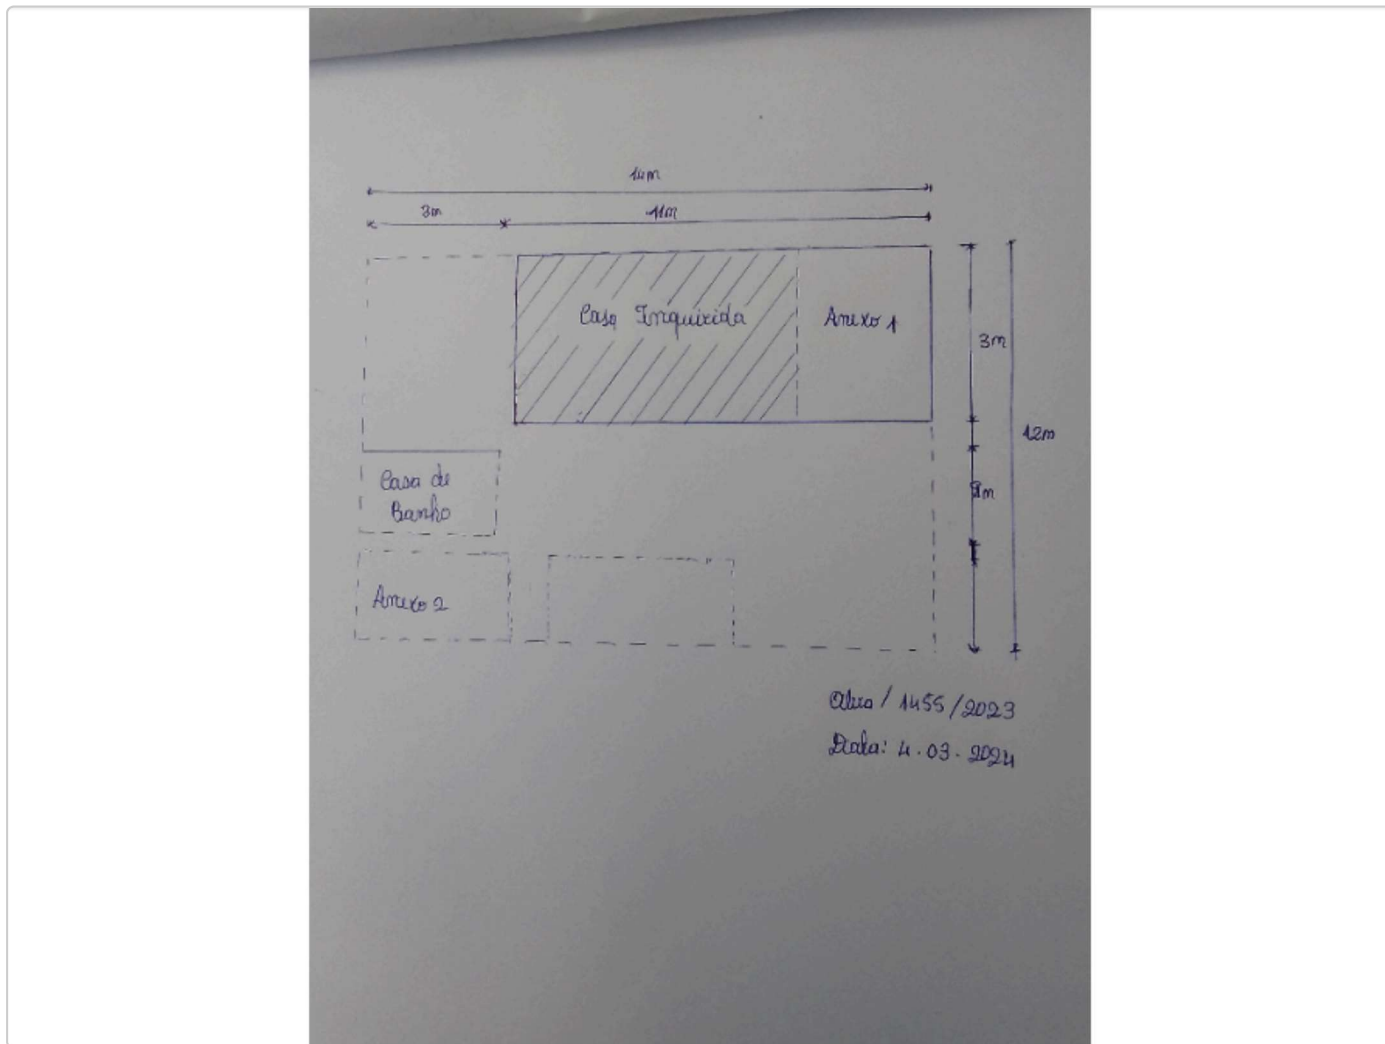 14m
3m
11m
Casa Inquirida
Anexo 1
3m
12m
Casa de
Banho
Anexo 2
/ 1455/2023
Data: 4.03.2024